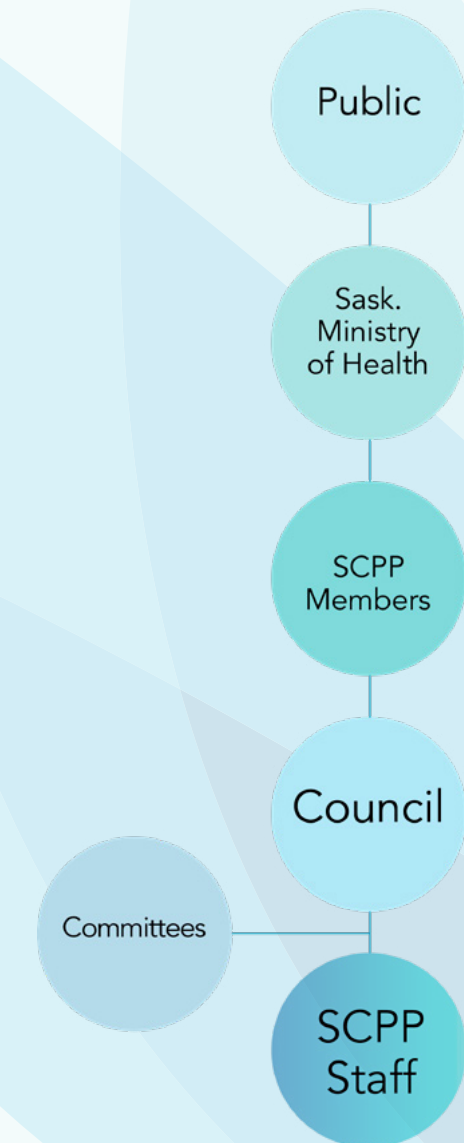 Public
Sask.
Ministry
of Health
SCPP
Members
Council
Committees
SCPP
Staff